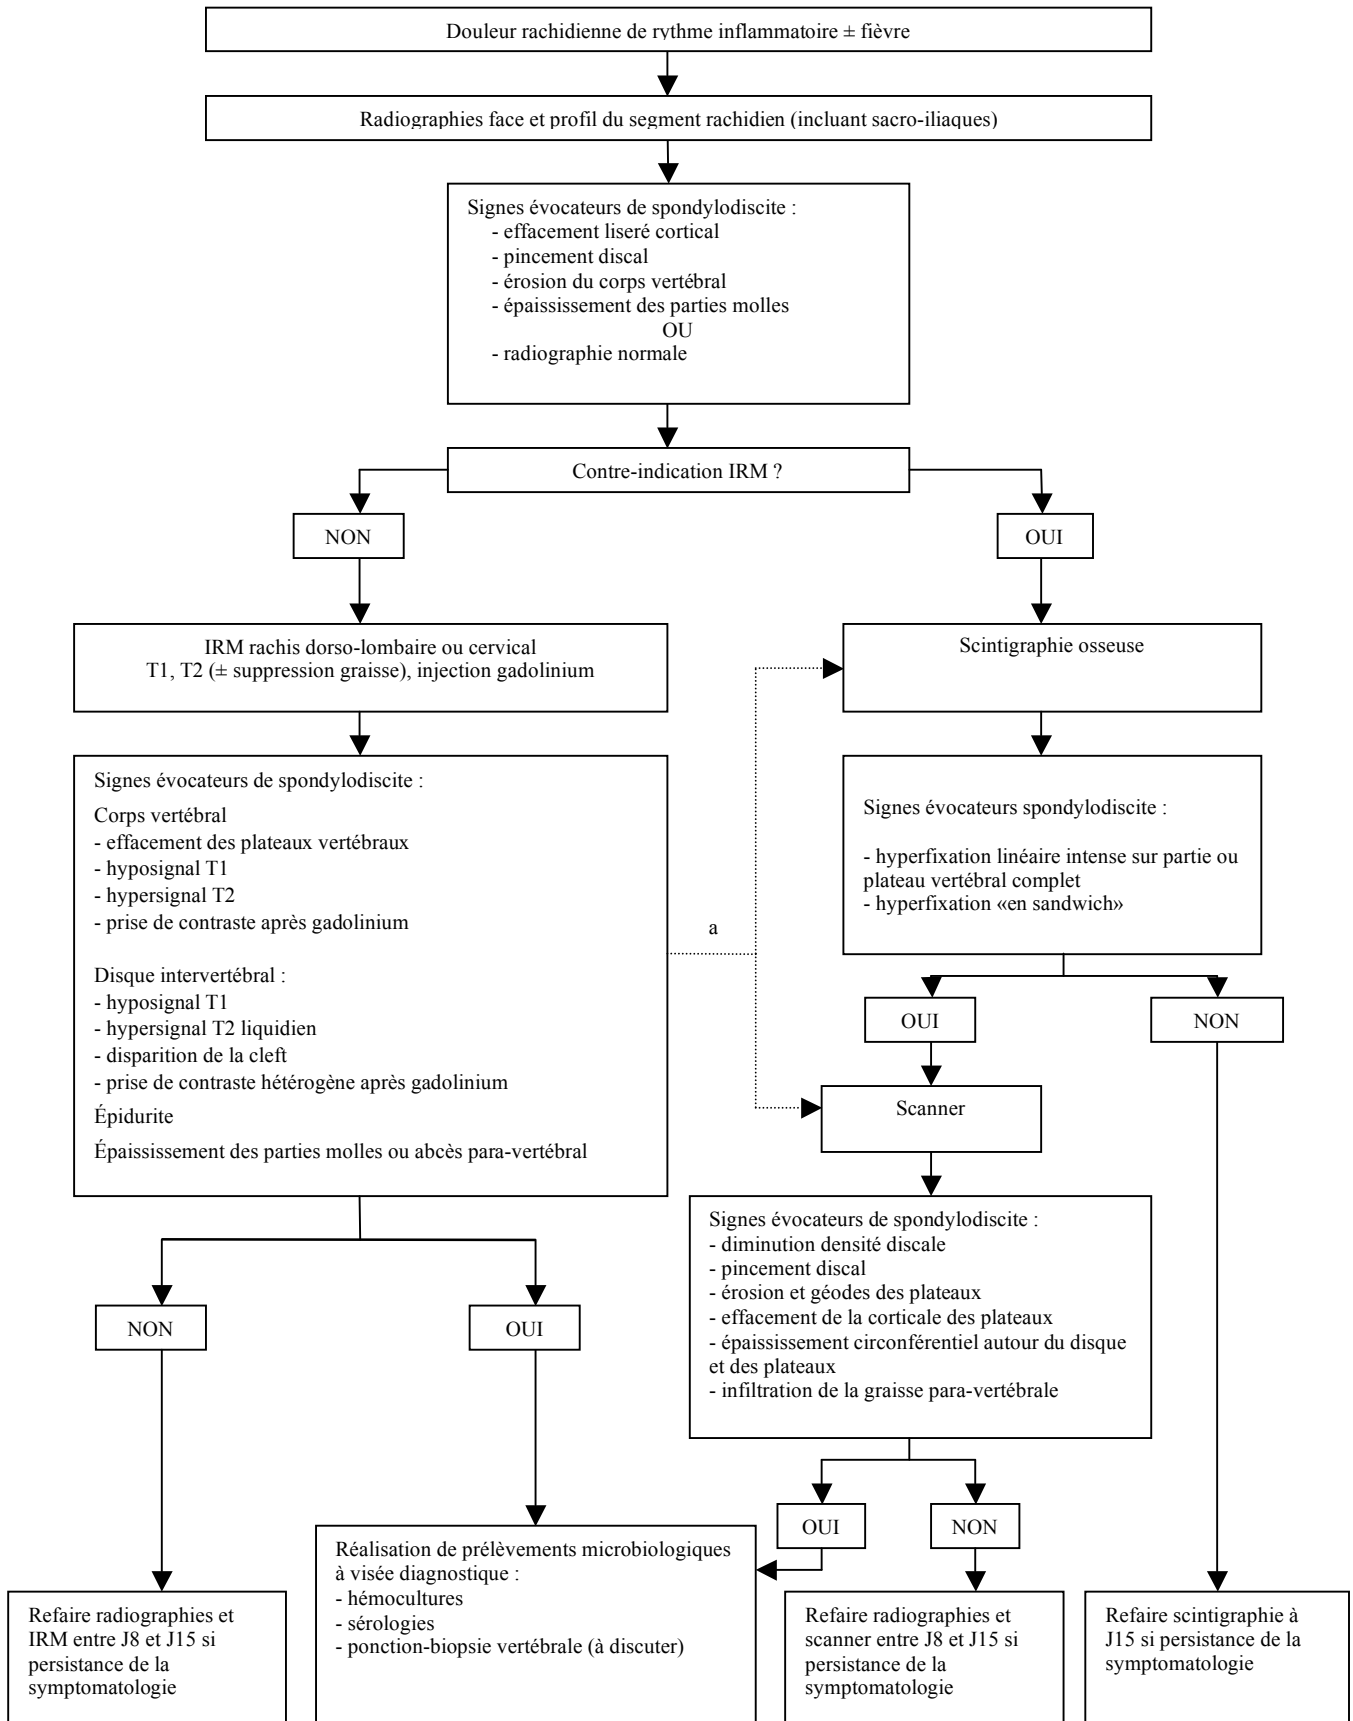 Douleur rachidienne de rythme inflammatoire ± fièvre
Radiographies face et profil du segment rachidien (incluant sacro-iliaques)
Signes évocateurs de spondylodiscite :
- effacement liseré cortical
- pincement discal
- érosion du corps vertébral
- épaississement des parties molles
OU
- radiographie normale
Contre-indication IRM ?
NON
OUI
IRM rachis dorso-lombaire ou cervical
T1, T2 (± suppression graisse), injection gadolinium
Scintigraphie osseuse
Signes évocateurs de spondylodiscite :
Corps vertébral
- effacement des plateaux vertébraux
- hyposignal T1
- hypersignal T2
- prise de contraste après gadolinium
Disque intervertébral :
- hyposignal T1
- hypersignal T2 liquidien
- disparition de la cleft
- prise de contraste hétérogène après gadolinium
Épidurite
Épaississement des parties molles ou abcès para-vertébral
a
Signes évocateurs spondylodiscite :
- hyperfixation linéaire intense sur partie ou
plateau vertébral complet
- hyperfixation «en sandwich»
OUI
NON
Scanner
Signes évocateurs de spondylodiscite :
- diminution densité discale
- pincement discal
- érosion et géodes des plateaux
- effacement de la corticale des plateaux
- épaississement circonférentiel autour du disque
et des plateaux
- infiltration de la graisse para-vertébrale
NON
OUI
OUI
NON
Refaire radiographies et
IRM entre J8 et J15 si
persistance de la
symptomatologie
Réalisation de prélèvements microbiologiques
à visée diagnostique :
- hémocultures
- sérologies
- ponction-biopsie vertébrale (à discuter)
Refaire radiographies et
scanner entre J8 et J15 si
persistance de la
symptomatologie
Refaire scintigraphie à
J15 si persistance de la
symptomatologie